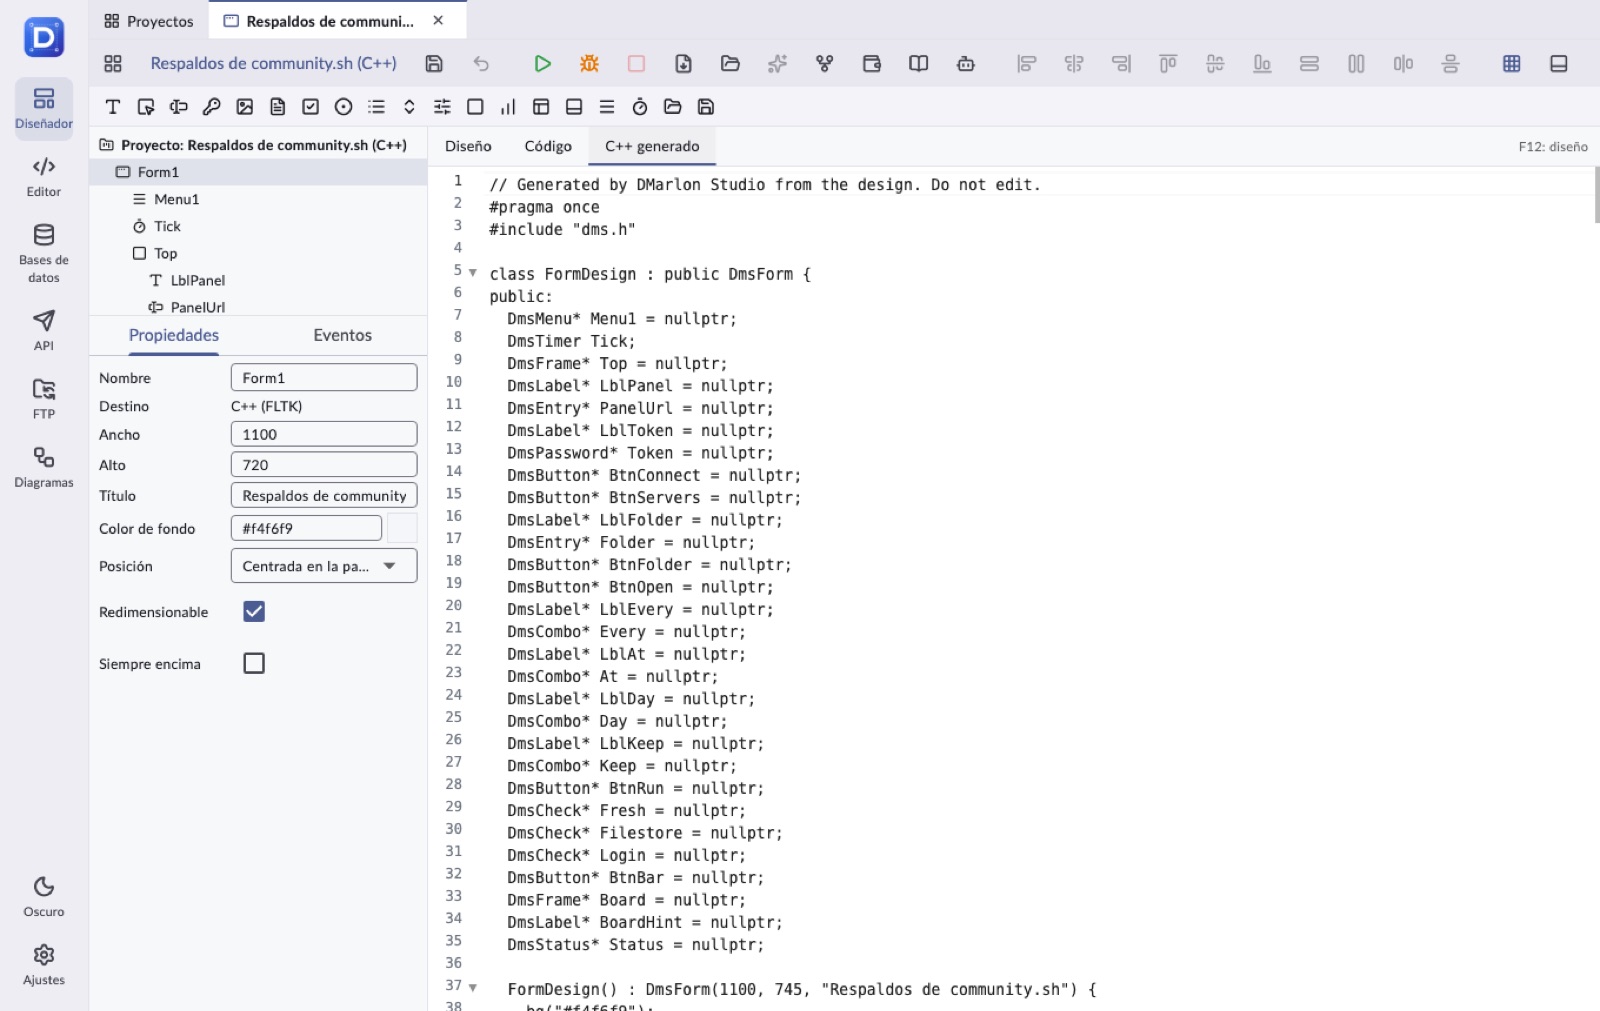 Proyectos
Respaldos de communi...
Respaldos de community.sh (C++)
Diseñador
Editor
Bases de datos
API
FTP
Diagramas
Oscuro
Ajustes
Proyecto: Respaldos de community.sh (C++)
Form1
Menu1
Tick
Top
LblPanel
PanelUrl
Propiedades
Eventos
Nombre
Form1
Destino
C++ (FLTK)
Ancho
1100
Alto
720
Título
Respaldos de community
Color de fondo
#f4f6f9
Posición
Centrada en la pa...
Redimensionable
Siempre encima
Diseño
Código
C++ generado
F12: diseño
1 // Generated by DMarlon Studio from the design. Do not edit.
2 #pragma once
3 #include "dms.h"
4
5 class FormDesign : public DmsForm {
6 public:
7 DmsMenu* Menu1 = nullptr;
8 DmsTimer Tick;
9 DmsFrame* Top = nullptr;
10 DmsLabel* LblPanel = nullptr;
11 DmsEntry* PanelUrl = nullptr;
12 DmsLabel* LblToken = nullptr;
13 DmsPassword* Token = nullptr;
14 DmsButton* BtnConnect = nullptr;
15 DmsButton* BtnServers = nullptr;
16 DmsLabel* LblFolder = nullptr;
17 DmsEntry* Folder = nullptr;
18 DmsButton* BtnFolder = nullptr;
19 DmsButton* BtnOpen = nullptr;
20 DmsLabel* LblEvery = nullptr;
21 DmsCombo* Every = nullptr;
22 DmsLabel* LblAt = nullptr;
23 DmsCombo* At = nullptr;
24 DmsLabel* LblDay = nullptr;
25 DmsCombo* Day = nullptr;
26 DmsLabel* LblKeep = nullptr;
27 DmsCombo* Keep = nullptr;
28 DmsButton* BtnRun = nullptr;
29 DmsCheck* Fresh = nullptr;
30 DmsCheck* Filestore = nullptr;
31 DmsCheck* Login = nullptr;
32 DmsButton* BtnBar = nullptr;
33 DmsFrame* Board = nullptr;
34 DmsLabel* BoardHint = nullptr;
35 DmsStatus* Status = nullptr;
36
37 FormDesign() : DmsForm(1100, 745, "Respaldos de community.sh") {
38 bg("#f4f6f9");